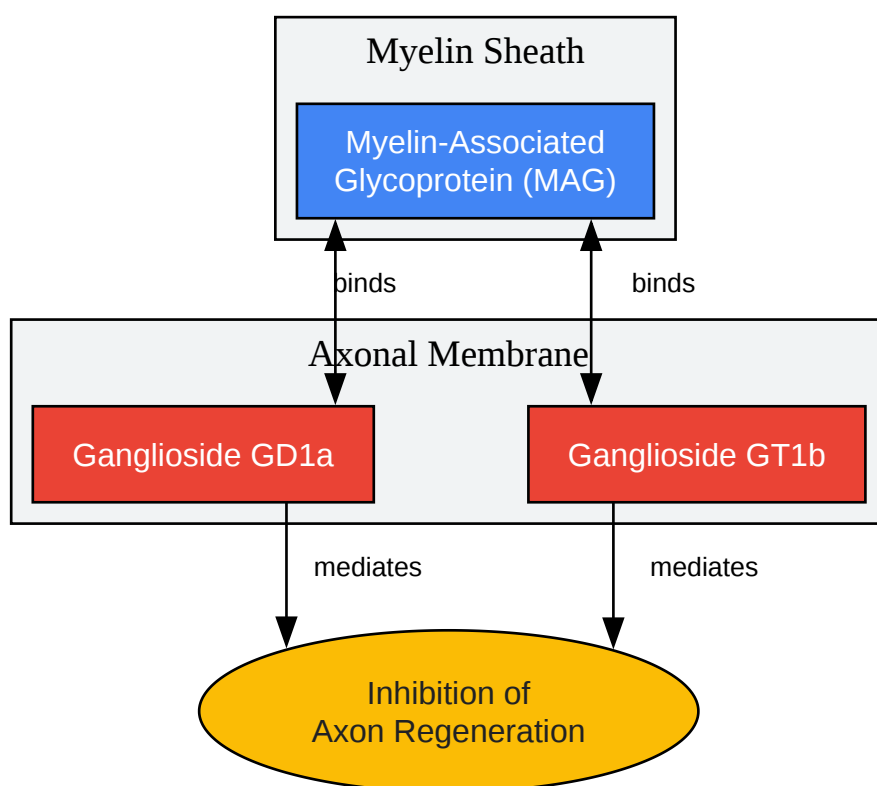 Myelin Sheath
Myelin-Associated
Glycoprotein (MAG)
binds
binds
Axonal Membrane
Ganglioside GD1a
Ganglioside GT1b
mediates
mediates
Inhibition of
Axon Regeneration